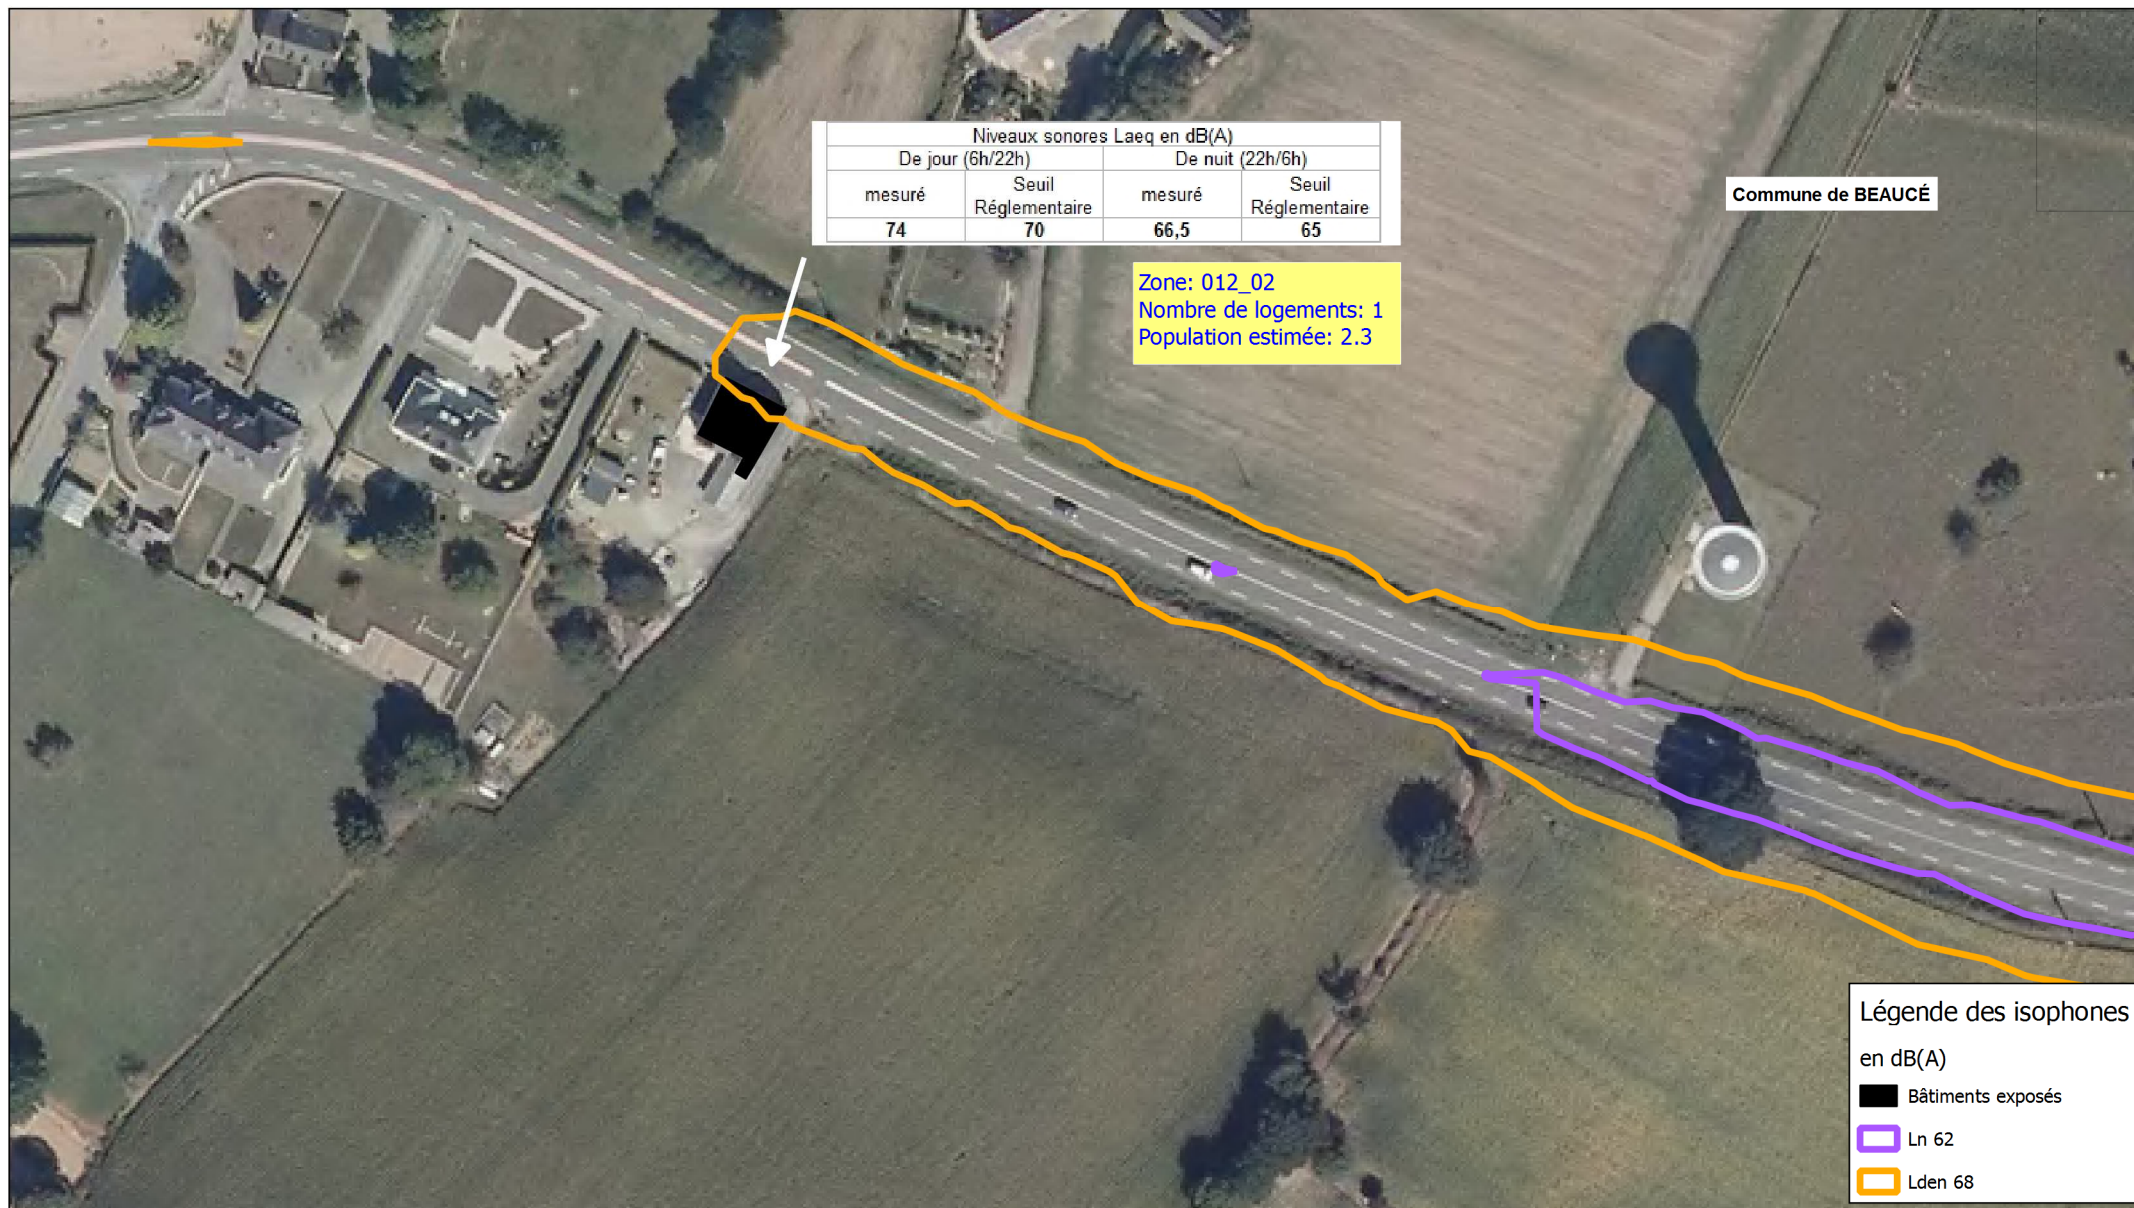 Niveaux sonores Laeq en dB(A)
De jour (6h/22h) De nuit (22h/6h)
mesuré Seuil Réglementaire mesuré Seuil Réglementaire
74 70 66,5 65
Commune de BEAUCÉ
Zone: 012_02
Nombre de logements: 1
Population estimée: 2.3
Légende des isophones
en dB(A)
Bâtiments exposés
Ln 62
Lden 68